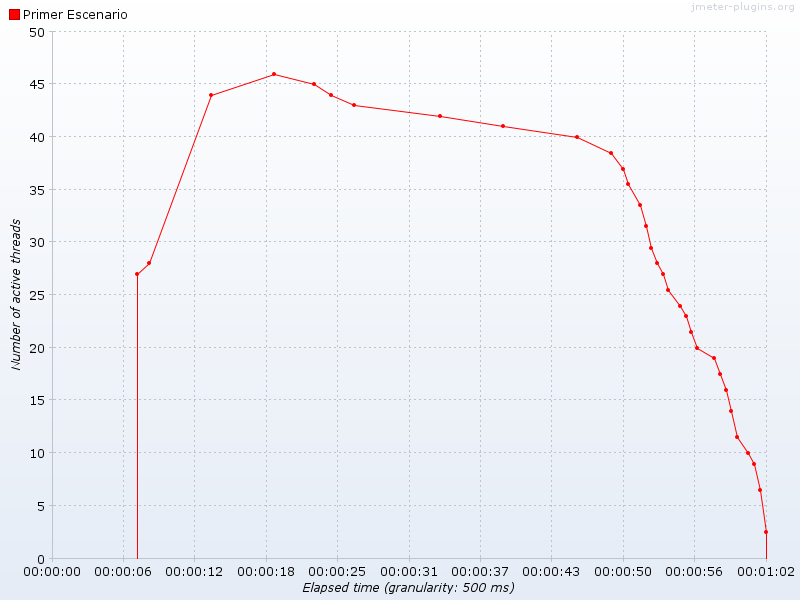 jmeter-plugins.org
Primer Escenario
50
45
40
35
30
25
20
15
10
5
0
Number of active threads
00:00:00 00:00:06 00:00:12 00:00:18 00:00:25 00:00:31 00:00:37 00:00:43 00:00:50 00:00:56 00:01:02
Elapsed time (granularity: 500 ms)